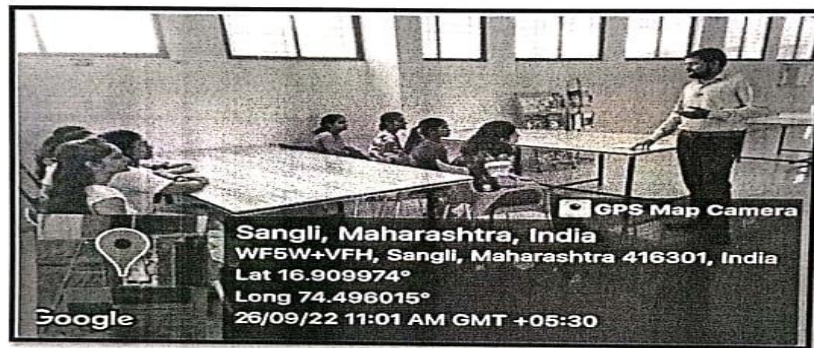 GPS Map Camera
Sangli, Maharashtra, India
WF5W+VFH, Sangli, Maharashtra 416301, India
Lat 16.909974°
Long 74.496015°
Google
26/09/22 11:01 AM GMT +05:30